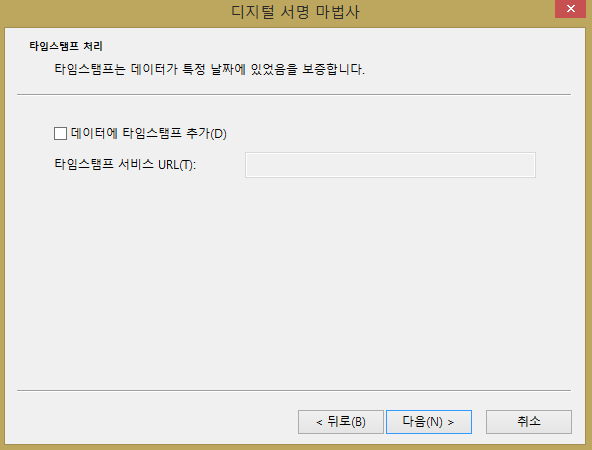 디지털 서명 마법사
타임스탬프 처리
타임스탬프는 데이터가 특정 날짜에 있었음을 보증합니다.
데이터에 타임스탬프 추가(D)
타임스탬프 서비스 URL(T):
< 뒤로(B) 다음(N) > 취소